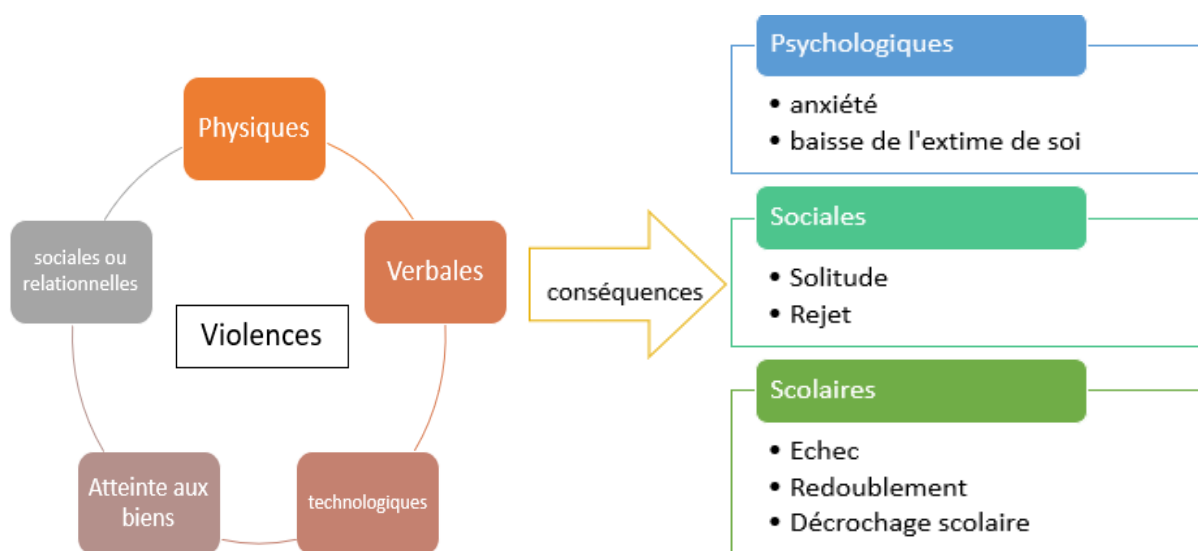 Physiques
Verbales
technologiques
Atteinte aux
biens
sociales ou
relationnelles
Violences
conséquences
Psychologiques
• anxiété
• baisse de l'extime de soi
Sociales
• Solitude
• Rejet
Scolaires
• Echec
• Redoublement
• Décrochage scolaire